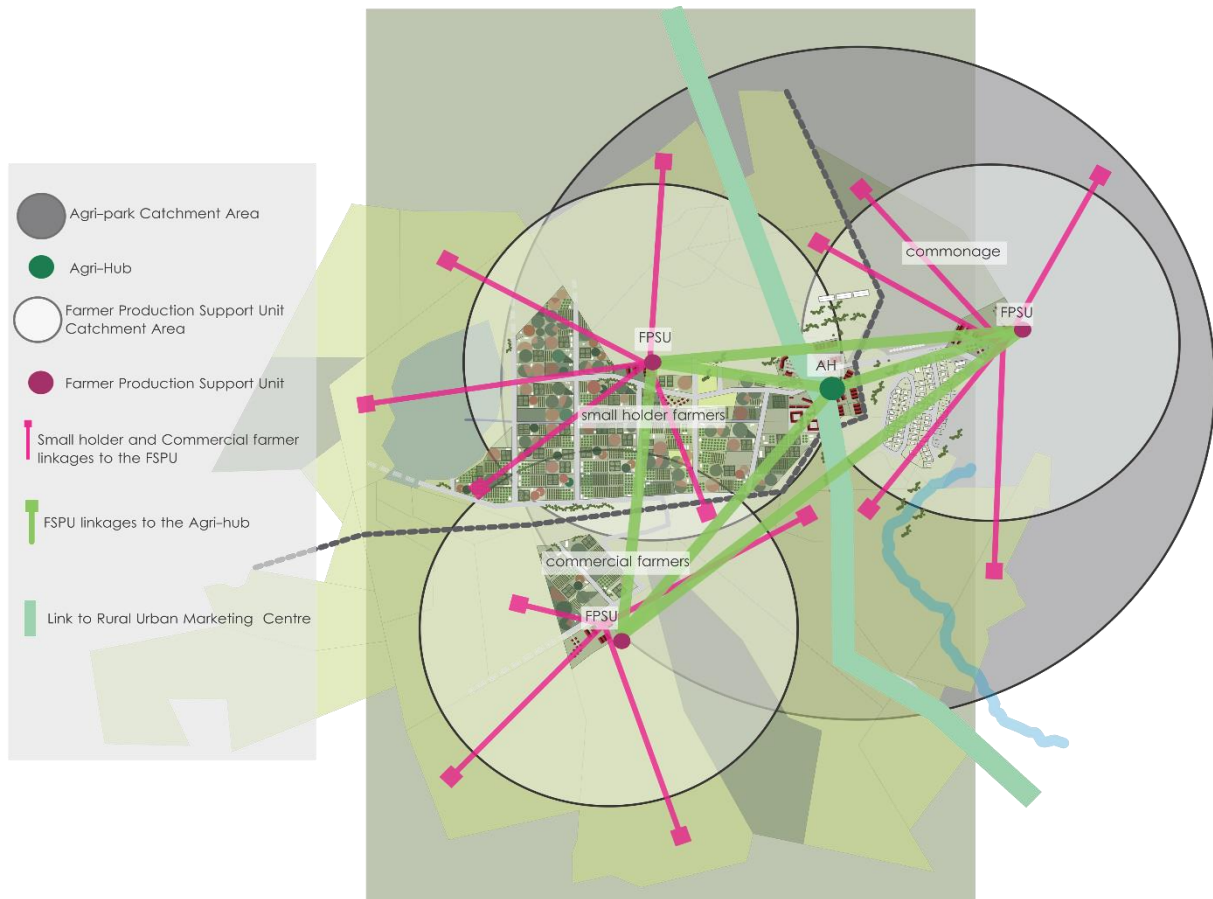 Agri-park Catchment Area
Agri-Hub
Farmer Production Support Unit
Catchment Area
Farmer Production Support Unit
Small holder and Commercial farmer
linkages to the FSPU
FSPU linkages to the Agri-hub
Link to Rural Urban Marketing Centre
commonage
FPSU
FPSU
AH
small holder farmers
commercial farmers
FPSU